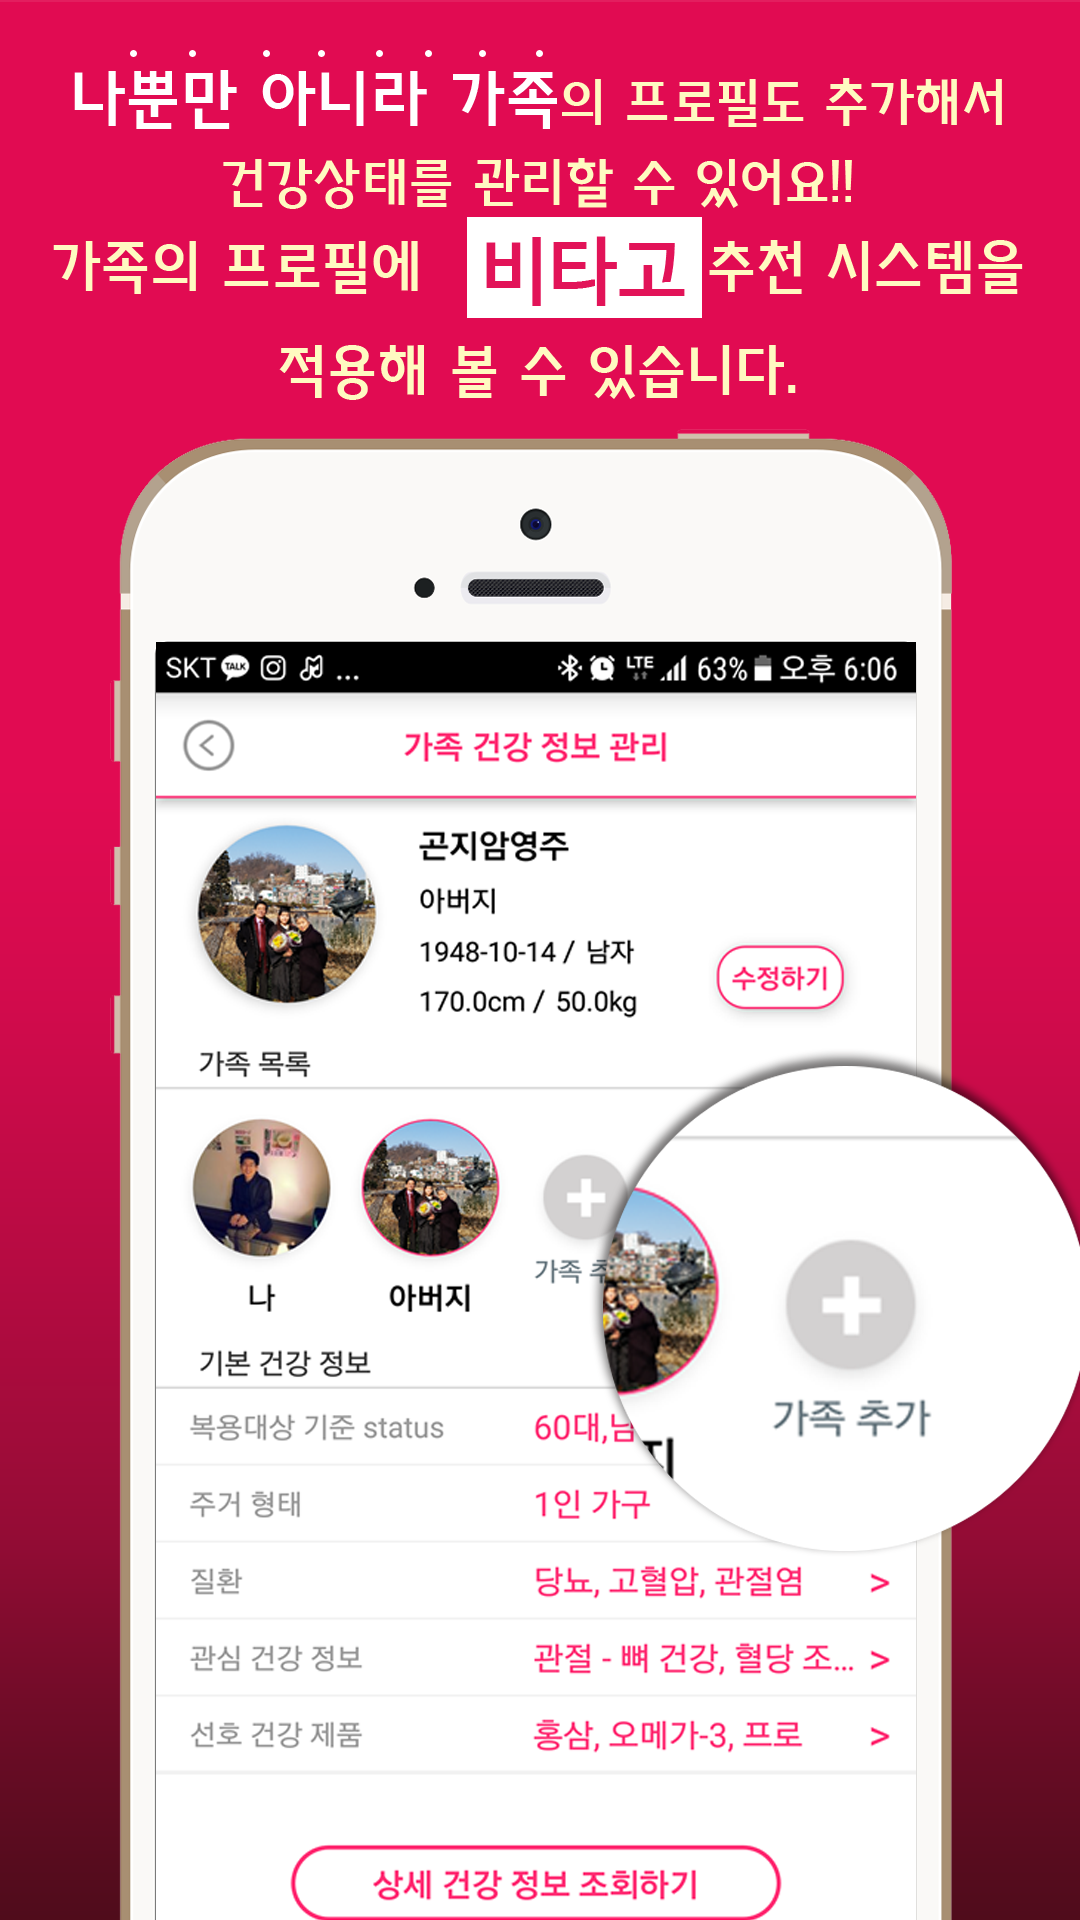 나뿐만 아니라 가족의 프로필도 추가해서
건강상태를 관리할 수 있어요!!
가족의 프로필에 비타고 추천 시스템을
적용해 볼 수 있습니다.
SKT TALK ... LTE 63% 오후 6:06
가족 건강 정보 관리
곤지암영주
아버지
1948-10-14 / 남자
170.0cm / 50.0kg
수정하기
가족 목록
나
아버지
가족 추
가족 추가
지
기본 건강 정보
복용대상 기준 status 60대,남
주거 형태 1인 가구
질환 당뇨, 고혈압, 관절염 >
관심 건강 정보 관절 - 뼈 건강, 혈당 조... >
선호 건강 제품 홍삼, 오메가-3, 프로 >
상세 건강 정보 조회하기